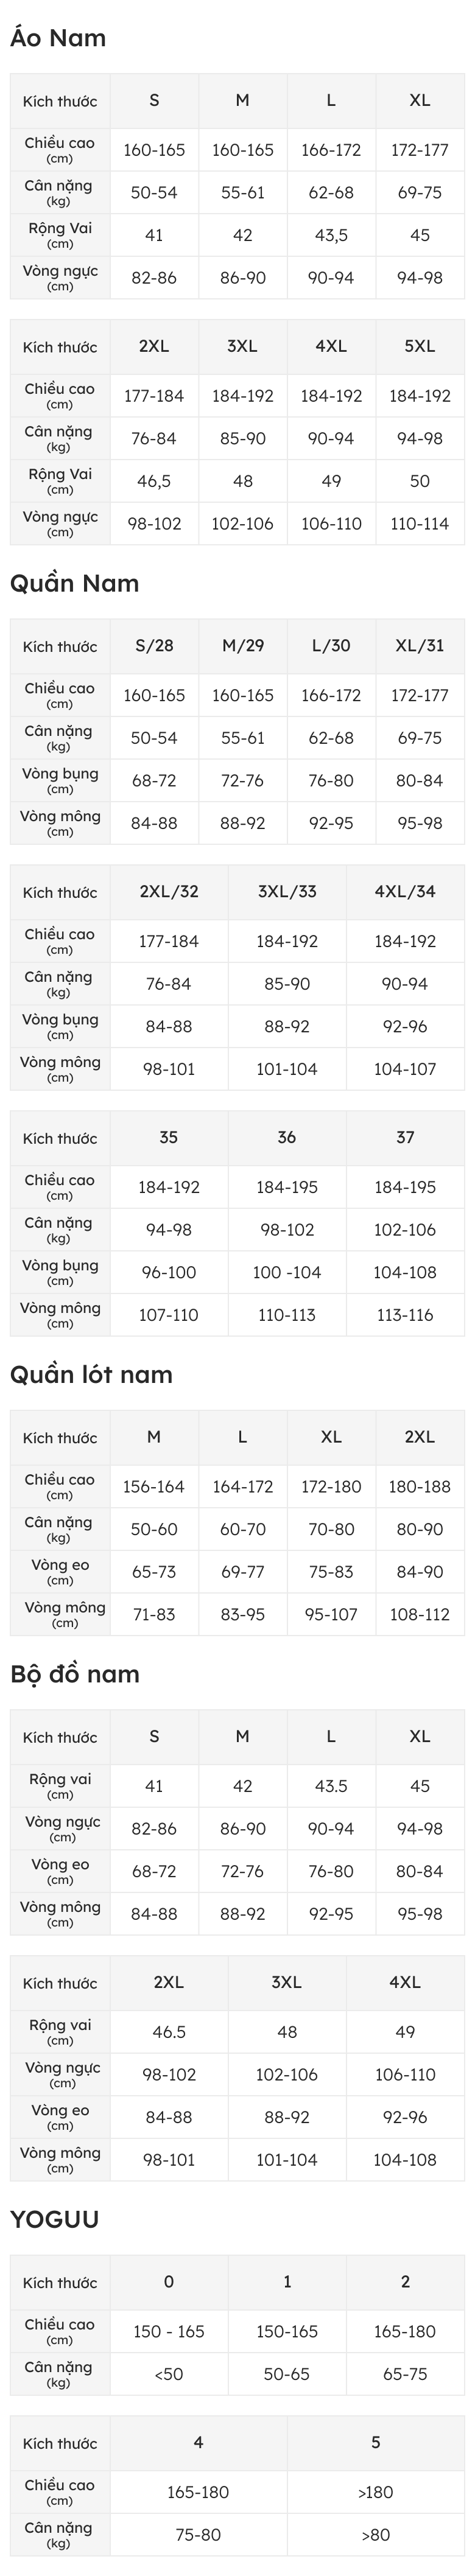 Áo Nam
Kích thước S M L XL
Chiều cao (cm) 160-165 160-165 166-172 172-177
Cân nặng (kg) 50-54 55-61 62-68 69-75
Rộng Vai (cm) 41 42 43,5 45
Vòng ngực (cm) 82-86 86-90 90-94 94-98
Kích thước 2XL 3XL 4XL 5XL
Chiều cao (cm) 177-184 184-192 184-192 184-192
Cân nặng (kg) 76-84 85-90 90-94 94-98
Rộng Vai (cm) 46,5 48 49 50
Vòng ngực (cm) 98-102 102-106 106-110 110-114
Quần Nam
Kích thước S/28 M/29 L/30 XL/31
Chiều cao (cm) 160-165 160-165 166-172 172-177
Cân nặng (kg) 50-54 55-61 62-68 69-75
Vòng bụng (cm) 68-72 72-76 76-80 80-84
Vòng mông (cm) 84-88 88-92 92-95 95-98
Kích thước 2XL/32 3XL/33 4XL/34
Chiều cao (cm) 177-184 184-192 184-192
Cân nặng (kg) 76-84 85-90 90-94
Vòng bụng (cm) 84-88 88-92 92-96
Vòng mông (cm) 98-101 101-104 104-107
Kích thước 35 36 37
Chiều cao (cm) 184-192 184-195 184-195
Cân nặng (kg) 94-98 98-102 102-106
Vòng bụng (cm) 96-100 100 -104 104-108
Vòng mông (cm) 107-110 110-113 113-116
Quần lót nam
Kích thước M L XL 2XL
Chiều cao (cm) 156-164 164-172 172-180 180-188
Cân nặng (kg) 50-60 60-70 70-80 80-90
Vòng eo (cm) 65-73 69-77 75-83 84-90
Vòng mông (cm) 71-83 83-95 95-107 108-112
Bộ đồ nam
Kích thước S M L XL
Rộng vai (cm) 41 42 43.5 45
Vòng ngực (cm) 82-86 86-90 90-94 94-98
Vòng eo (cm) 68-72 72-76 76-80 80-84
Vòng mông (cm) 84-88 88-92 92-95 95-98
Kích thước 2XL 3XL 4XL
Rộng vai (cm) 46.5 48 49
Vòng ngực (cm) 98-102 102-106 106-110
Vòng eo (cm) 84-88 88-92 92-96
Vòng mông (cm) 98-101 101-104 104-108
YOGUU
Kích thước 0 1 2
Chiều cao (cm) 150 - 165 150-165 165-180
Cân nặng (kg) <50 50-65 65-75
Kích thước 4 5
Chiều cao (cm) 165-180 >180
Cân nặng (kg) 75-80 >80